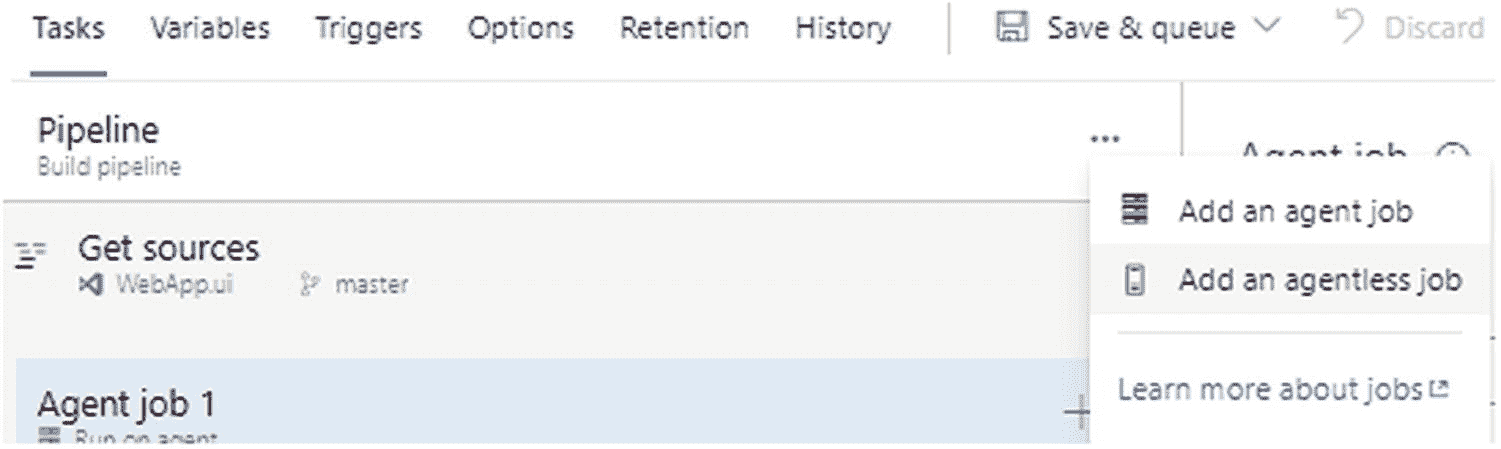 Tasks Variables Triggers Options Retention History Save & queue Discard
Pipeline
Build pipeline
...
Agent job
Add an agent job
Add an agentless job
Learn more about jobs
Get sources
WebApp.ui master
Agent job 1
Run on agent